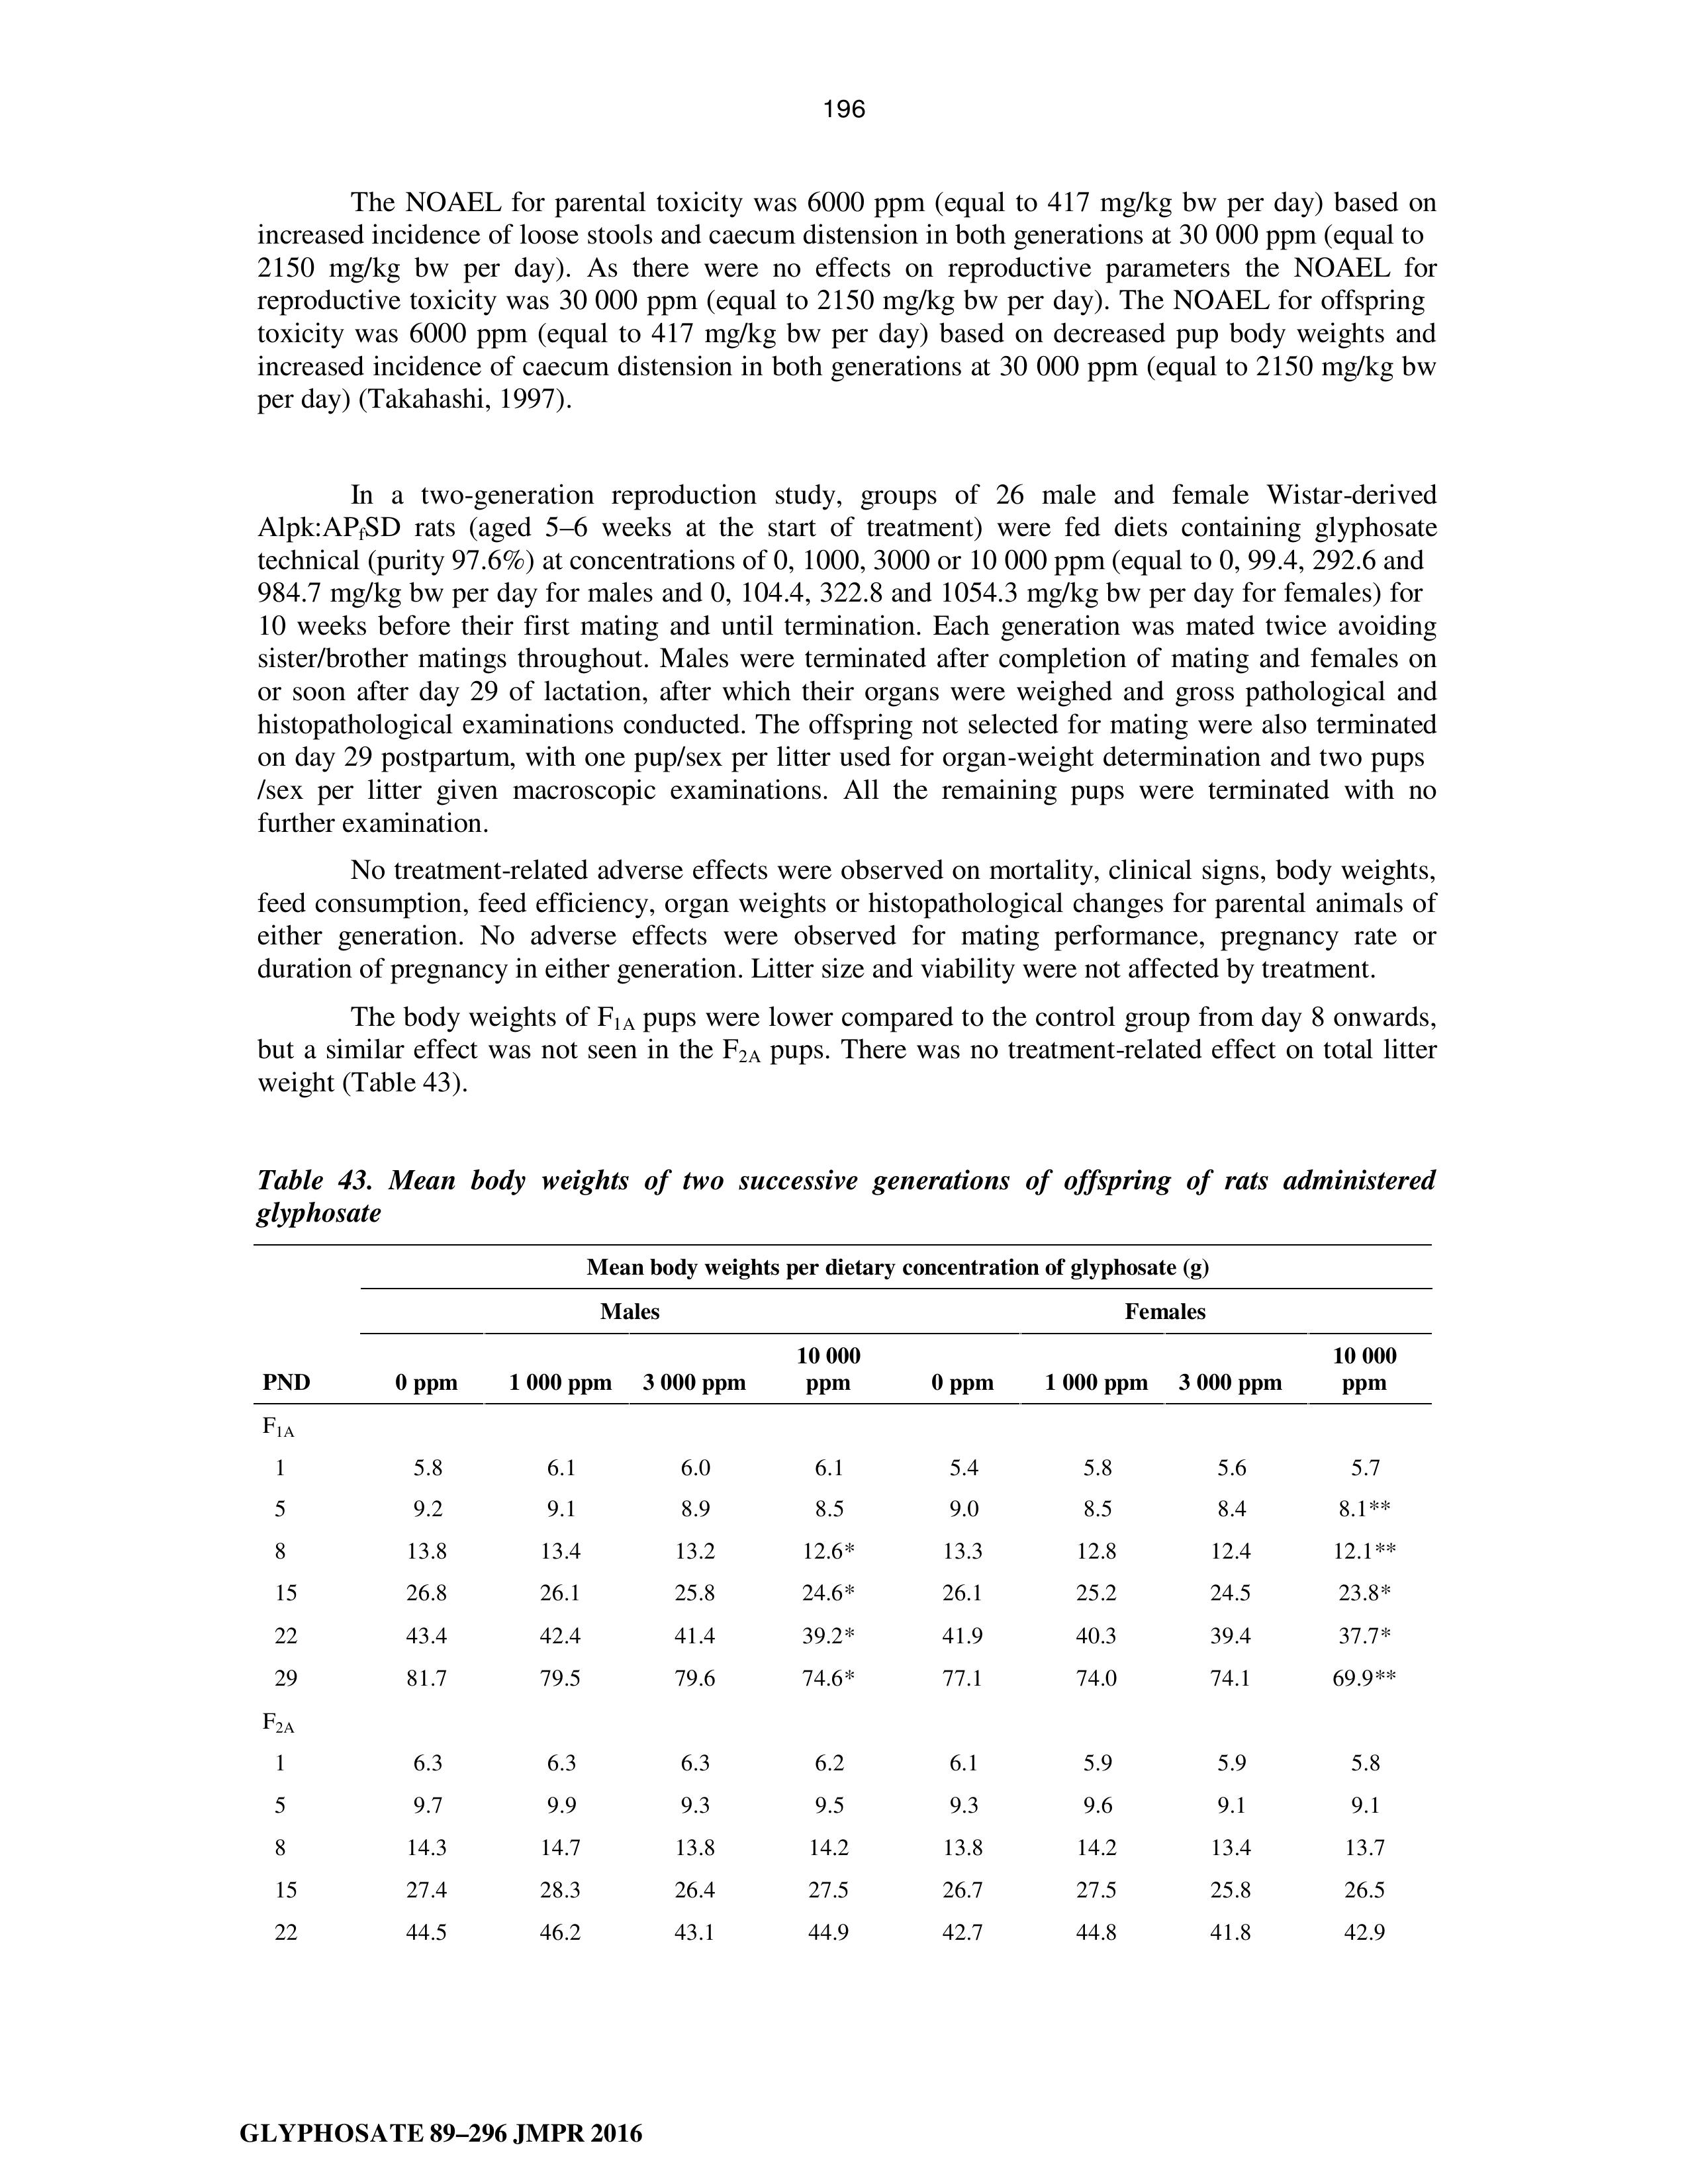 196
The NOAEL for parental toxicity was 6000 ppm (equal to 417 mg/kg bw per day) based on
increased incidence of loose stools and caecum distension in both generations at 30 000 ppm (equal to
2150 mg/kg bw per day). As there were no effects on reproductive parameters the NOAEL for
reproductive toxicity was 30 000 ppm (equal to 2150 mg/kg bw per day). The NOAEL for offspring
toxicity was 6000 ppm (equal to 417 mg/kg bw per day) based on decreased pup body weights and
increased incidence of caecum distension in both generations at 30 000 ppm (equal to 2150 mg/kg bw
per day) (Takahashi, 1997).
In a two-generation reproduction study, groups of 26 male and female Wistar-derived
Alpk:APfSD rats (aged 5–6 weeks at the start of treatment) were fed diets containing glyphosate
technical (purity 97.6%) at concentrations of 0, 1000, 3000 or 10 000 ppm (equal to 0, 99.4, 292.6 and
984.7 mg/kg bw per day for males and 0, 104.4, 322.8 and 1054.3 mg/kg bw per day for females) for
10 weeks before their first mating and until termination. Each generation was mated twice avoiding
sister/brother matings throughout. Males were terminated after completion of mating and females on
or soon after day 29 of lactation, after which their organs were weighed and gross pathological and
histopathological examinations conducted. The offspring not selected for mating were also terminated
on day 29 postpartum, with one pup/sex per litter used for organ-weight determination and two pups
/sex per litter given macroscopic examinations. All the remaining pups were terminated with no
further examination.
No treatment-related adverse effects were observed on mortality, clinical signs, body weights,
feed consumption, feed efficiency, organ weights or histopathological changes for parental animals of
either generation. No adverse effects were observed for mating performance, pregnancy rate or
duration of pregnancy in either generation. Litter size and viability were not affected by treatment.
The body weights of F1A pups were lower compared to the control group from day 8 onwards,
but a similar effect was not seen in the F2A pups. There was no treatment-related effect on total litter
weight (Table 43).
Table 43. Mean body weights of two successive generations of offspring of rats administered
glyphosate
Mean body weights per dietary concentration of glyphosate (g)
Males Females
PND 0 ppm 1 000 ppm 3 000 ppm 10 000 ppm 0 ppm 1 000 ppm 3 000 ppm 10 000 ppm
F1A
1 5.8 6.1 6.0 6.1 5.4 5.8 5.6 5.7
5 9.2 9.1 8.9 8.5 9.0 8.5 8.4 8.1**
8 13.8 13.4 13.2 12.6* 13.3 12.8 12.4 12.1**
15 26.8 26.1 25.8 24.6* 26.1 25.2 24.5 23.8*
22 43.4 42.4 41.4 39.2* 41.9 40.3 39.4 37.7*
29 81.7 79.5 79.6 74.6* 77.1 74.0 74.1 69.9**
F2A
1 6.3 6.3 6.3 6.2 6.1 5.9 5.9 5.8
5 9.7 9.9 9.3 9.5 9.3 9.6 9.1 9.1
8 14.3 14.7 13.8 14.2 13.8 14.2 13.4 13.7
15 27.4 28.3 26.4 27.5 26.7 27.5 25.8 26.5
22 44.5 46.2 43.1 44.9 42.7 44.8 41.8 42.9
GLYPHOSATE 89–296 JMPR 2016